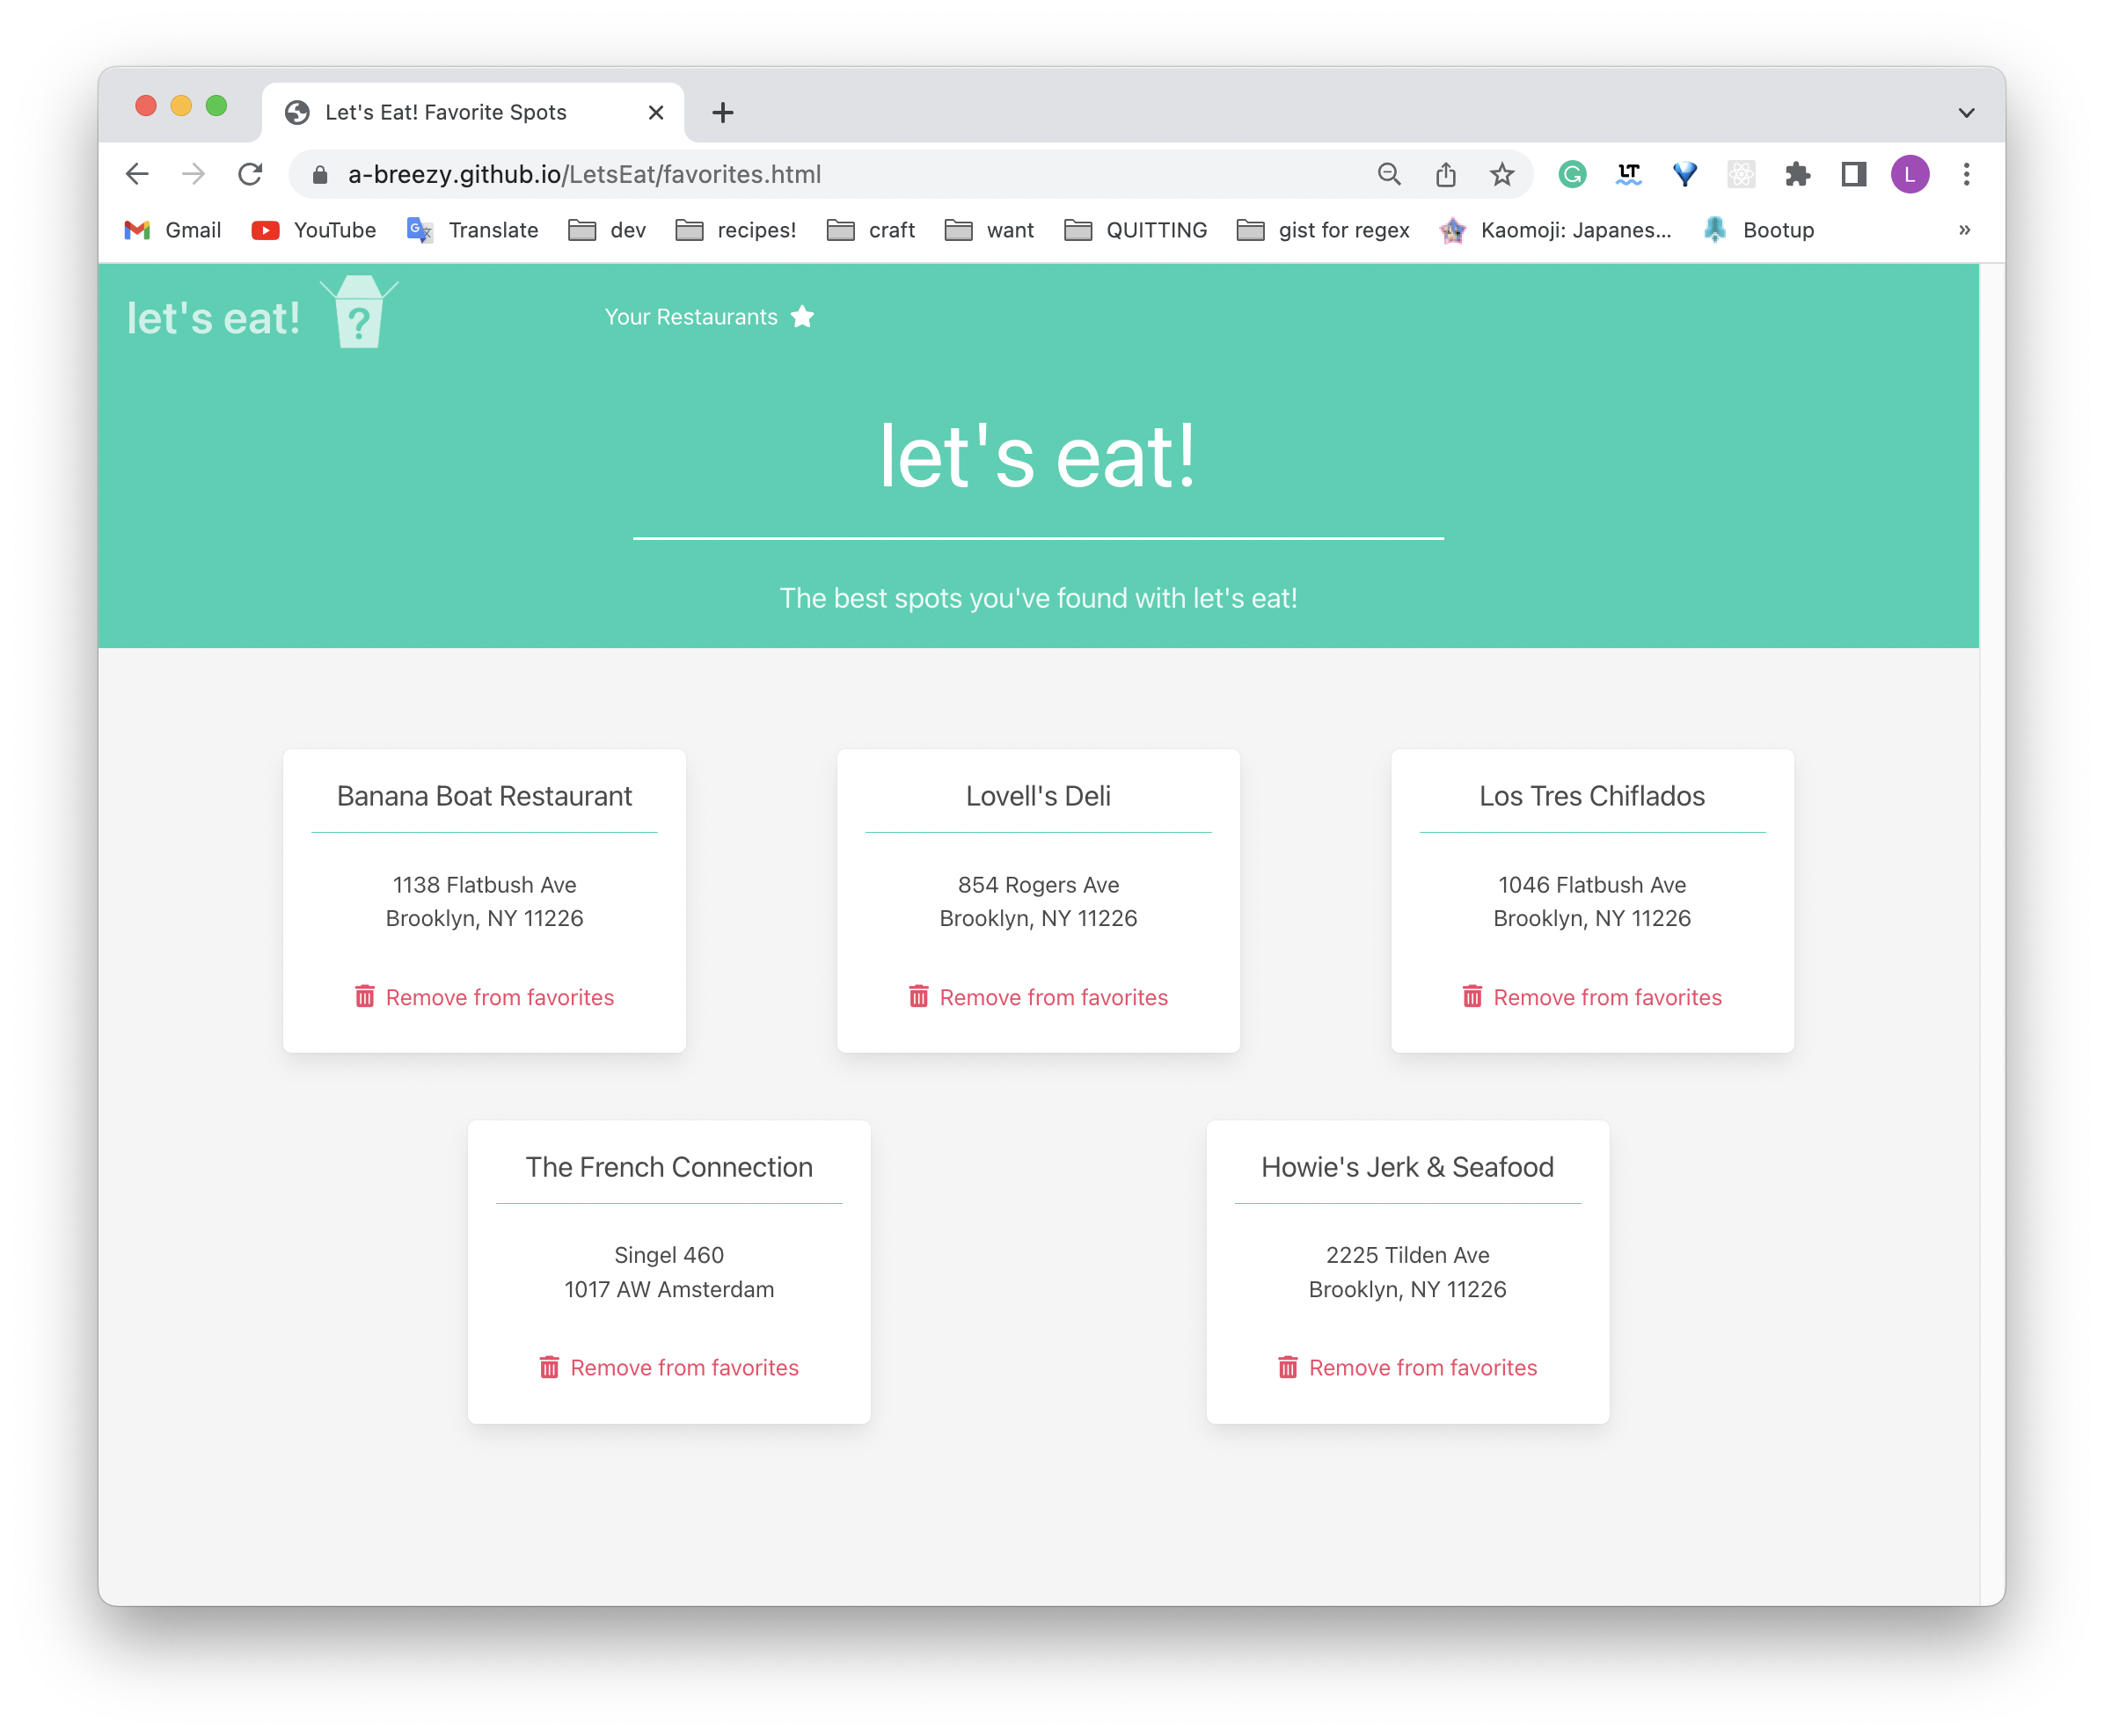 Let's Eat! Favorite Spots
a-breezy.github.io/LetsEat/favorites.html
L
Gmail YouTube Translate dev recipes! craft want QUITTING gist for regex Kaomoji: Japanes... Bootup »
let's eat! ? Your Restaurants
let's eat!
The best spots you've found with let's eat!
Banana Boat Restaurant
1138 Flatbush Ave
Brooklyn, NY 11226
Remove from favorites
Lovell's Deli
854 Rogers Ave
Brooklyn, NY 11226
Remove from favorites
Los Tres Chiflados
1046 Flatbush Ave
Brooklyn, NY 11226
Remove from favorites
The French Connection
Singel 460
1017 AW Amsterdam
Remove from favorites
Howie's Jerk & Seafood
2225 Tilden Ave
Brooklyn, NY 11226
Remove from favorites